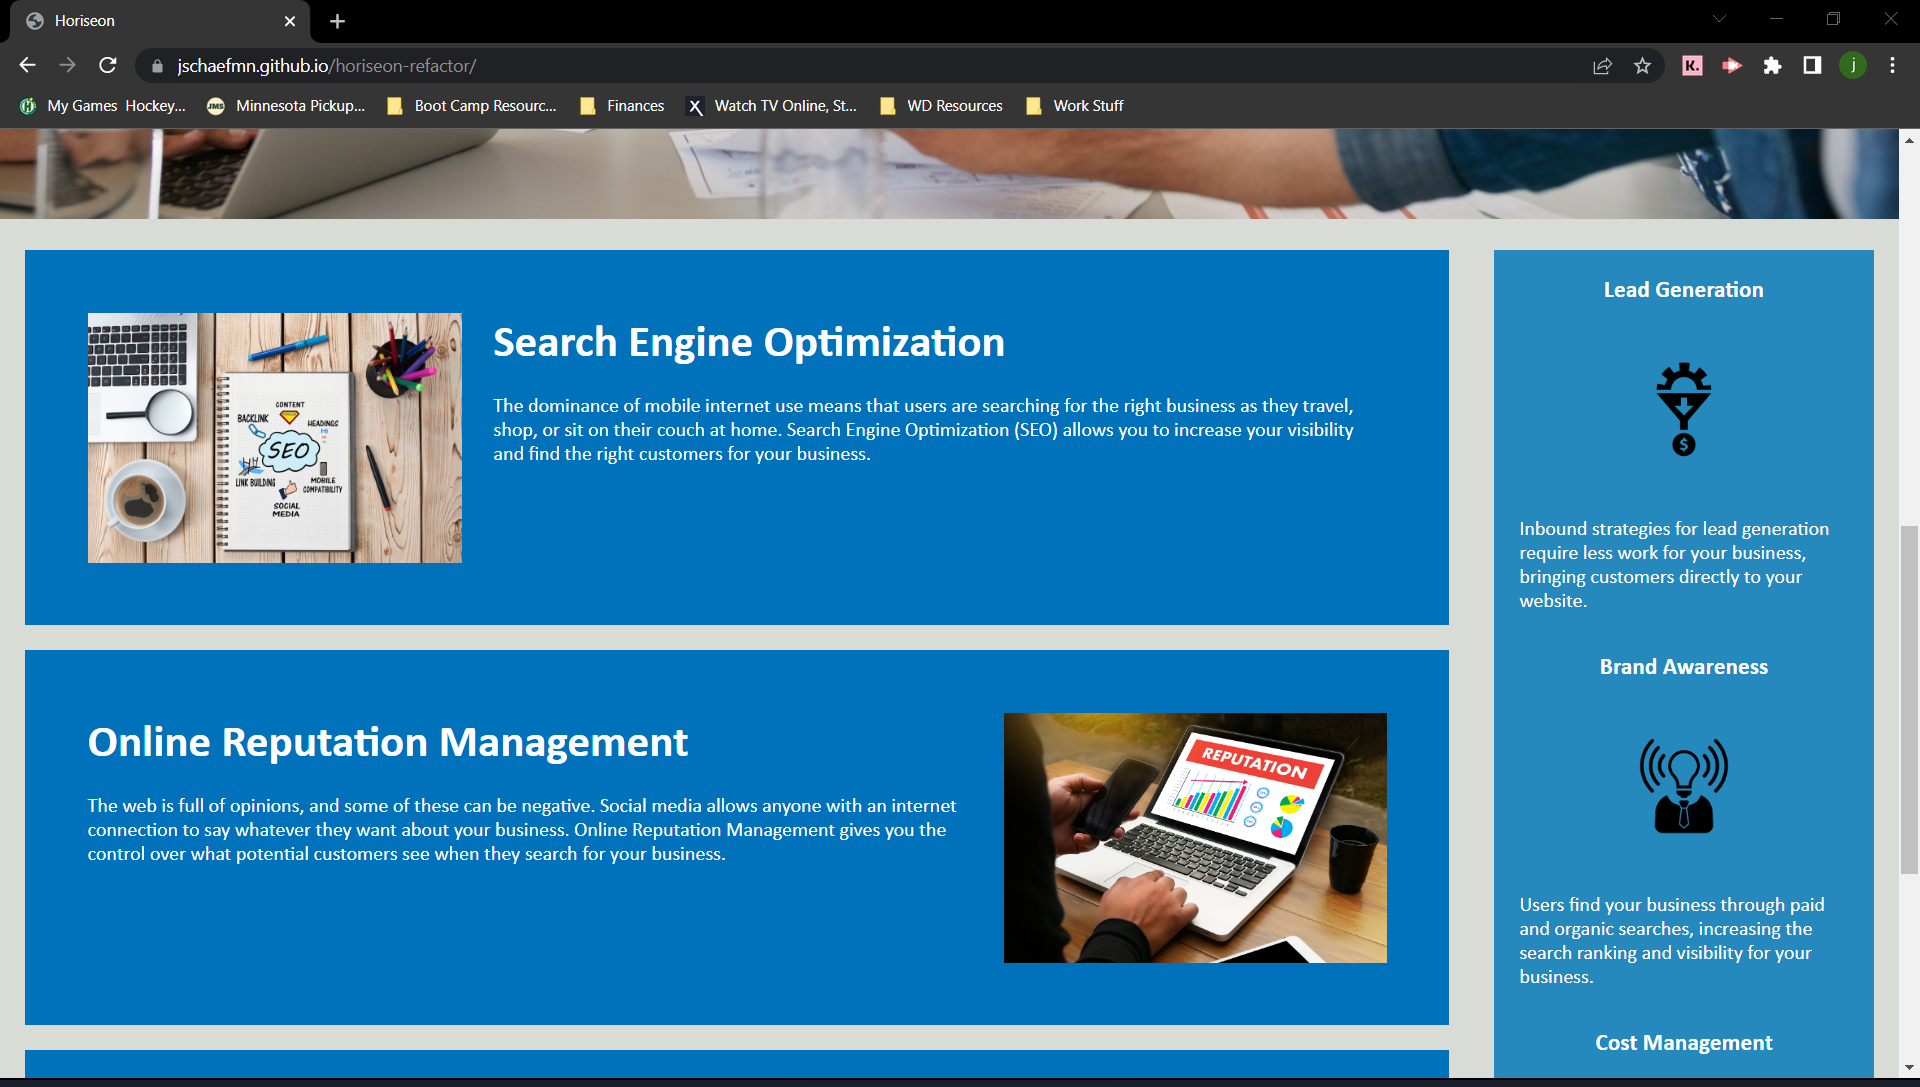 Horiseon
jschaefmn.github.io/horiseon-refactor/
K.
j
My Games Hockey...
JMS
Minnesota Pickup...
Boot Camp Resourc...
Finances
X
Watch TV Online, St...
WD Resources
Work Stuff
Search Engine Optimization
The dominance of mobile internet use means that users are searching for the right business as they travel,
shop, or sit on their couch at home. Search Engine Optimization (SEO) allows you to increase your visibility
and find the right customers for your business.
CONTENT
BACKLINK
HEADINGS
SEO
LINK BUILDING
MOBILE
COMPATIBILITY
SOCIAL
MEDIA
Online Reputation Management
The web is full of opinions, and some of these can be negative. Social media allows anyone with an internet
connection to say whatever they want about your business. Online Reputation Management gives you the
control over what potential customers see when they search for your business.
REPUTATION
Lead Generation
$
Inbound strategies for lead generation
require less work for your business,
bringing customers directly to your
website.
Brand Awareness
Users find your business through paid
and organic searches, increasing the
search ranking and visibility for your
business.
Cost Management